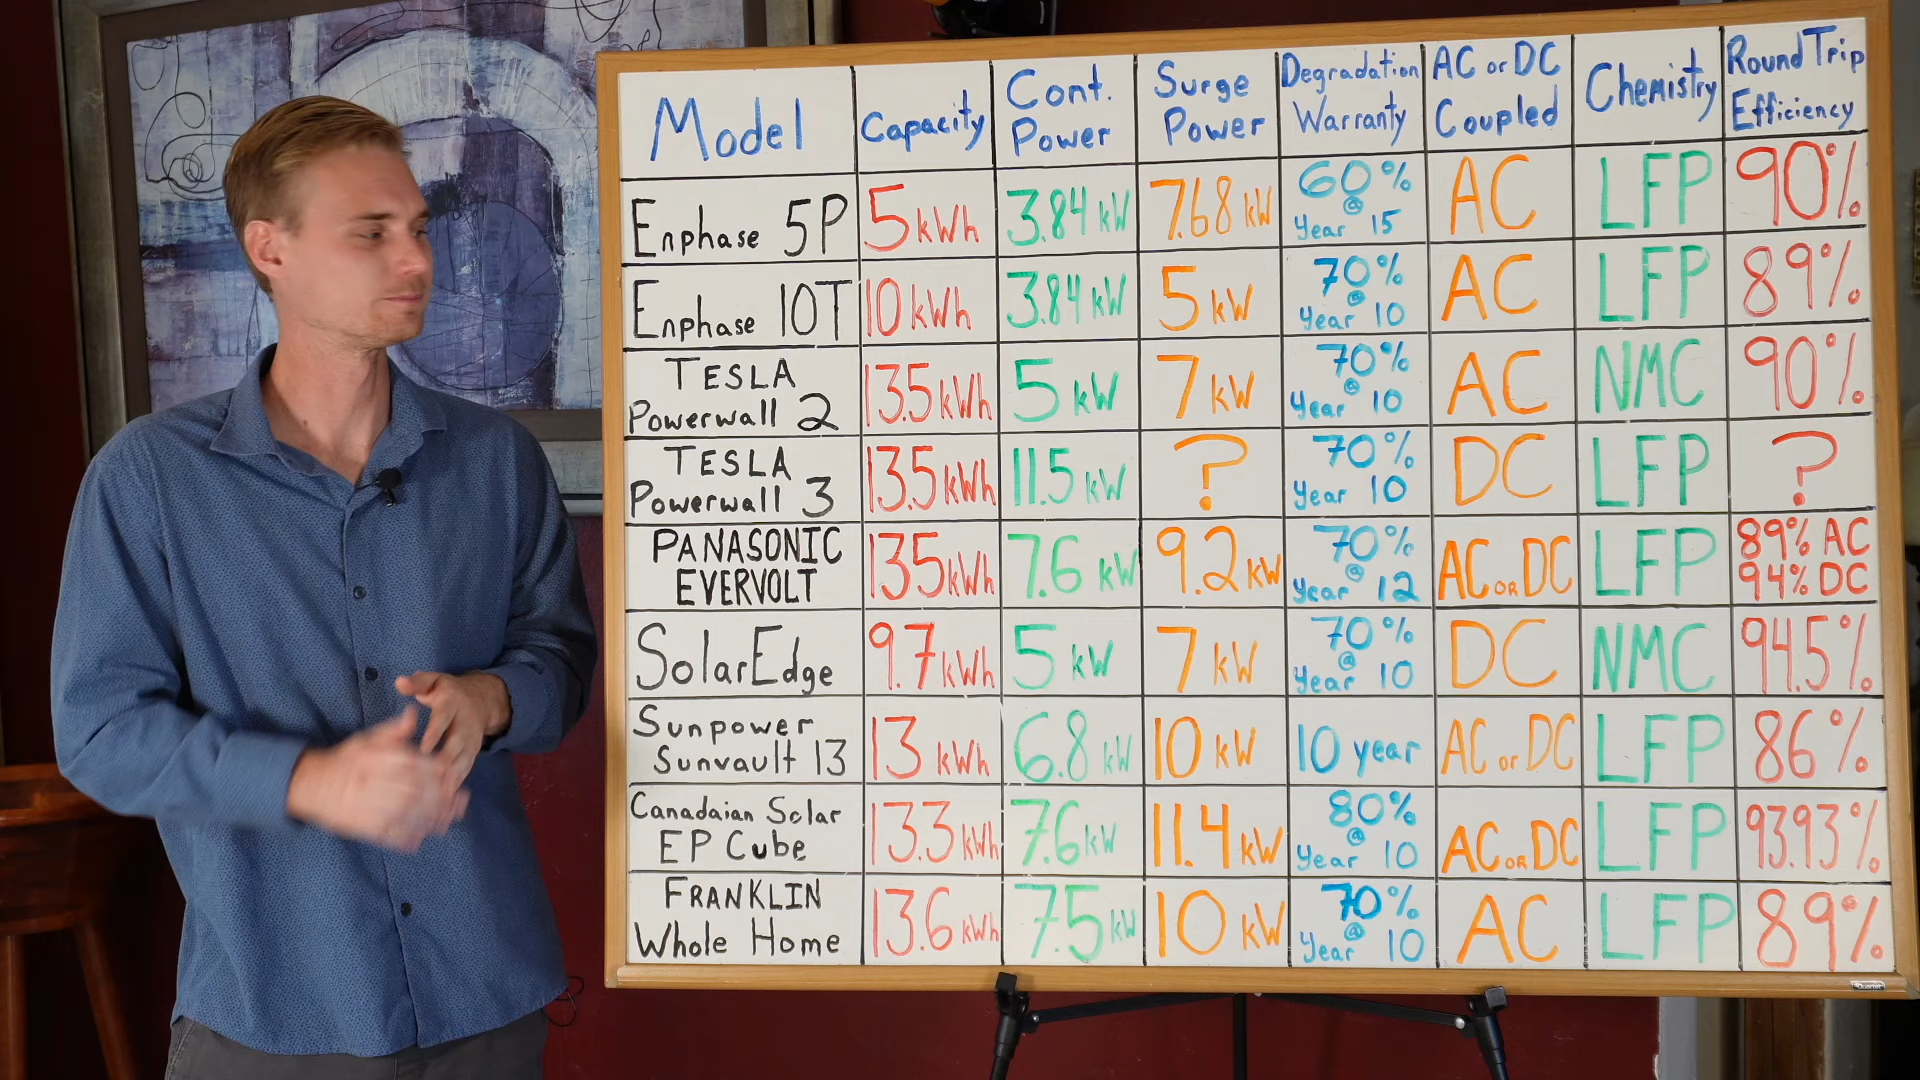 Model
Capacity
Cont.
Power
Surge
Power
Degradation
Warranty
AC or DC
Coupled
Chemistry
Round Trip
Efficiency
Enphase 5P
5 kWh
3.84 kW
7.68 kW
60%
@
Year 15
AC
LFP
90%
Enphase 10T
10 kWh
3.84 kW
5 kW
70%
@
Year 10
AC
LFP
89%
TESLA
Powerwall 2
13.5 kWh
5 kW
7 kW
70%
@
Year 10
AC
NMC
90%
TESLA
Powerwall 3
13.5 kWh
11.5 kW
?
70%
@
Year 10
DC
LFP
?
PANASONIC
EVERVOLT
135 kWh
7.6 kW
9.2 kW
70%
@
Year 12
AC OR DC
LFP
89% AC
94% DC
SolarEdge
9.7 kWh
5 kW
7 kW
70%
@
Year 10
DC
NMC
94.5%
Sunpower
Sunvault 13
13 kWh
6.8 kW
10 kW
10 year
AC or DC
LFP
86%
Canadaian Solar
EP Cube
13.3 kWh
7.6 kW
11.4 kW
80%
@
Year 10
AC OR DC
LFP
93.93%
FRANKLIN
Whole Home
13.6 kWh
7.5 kW
10 kW
70%
@
Year 10
AC
LFP
89%
Quartet